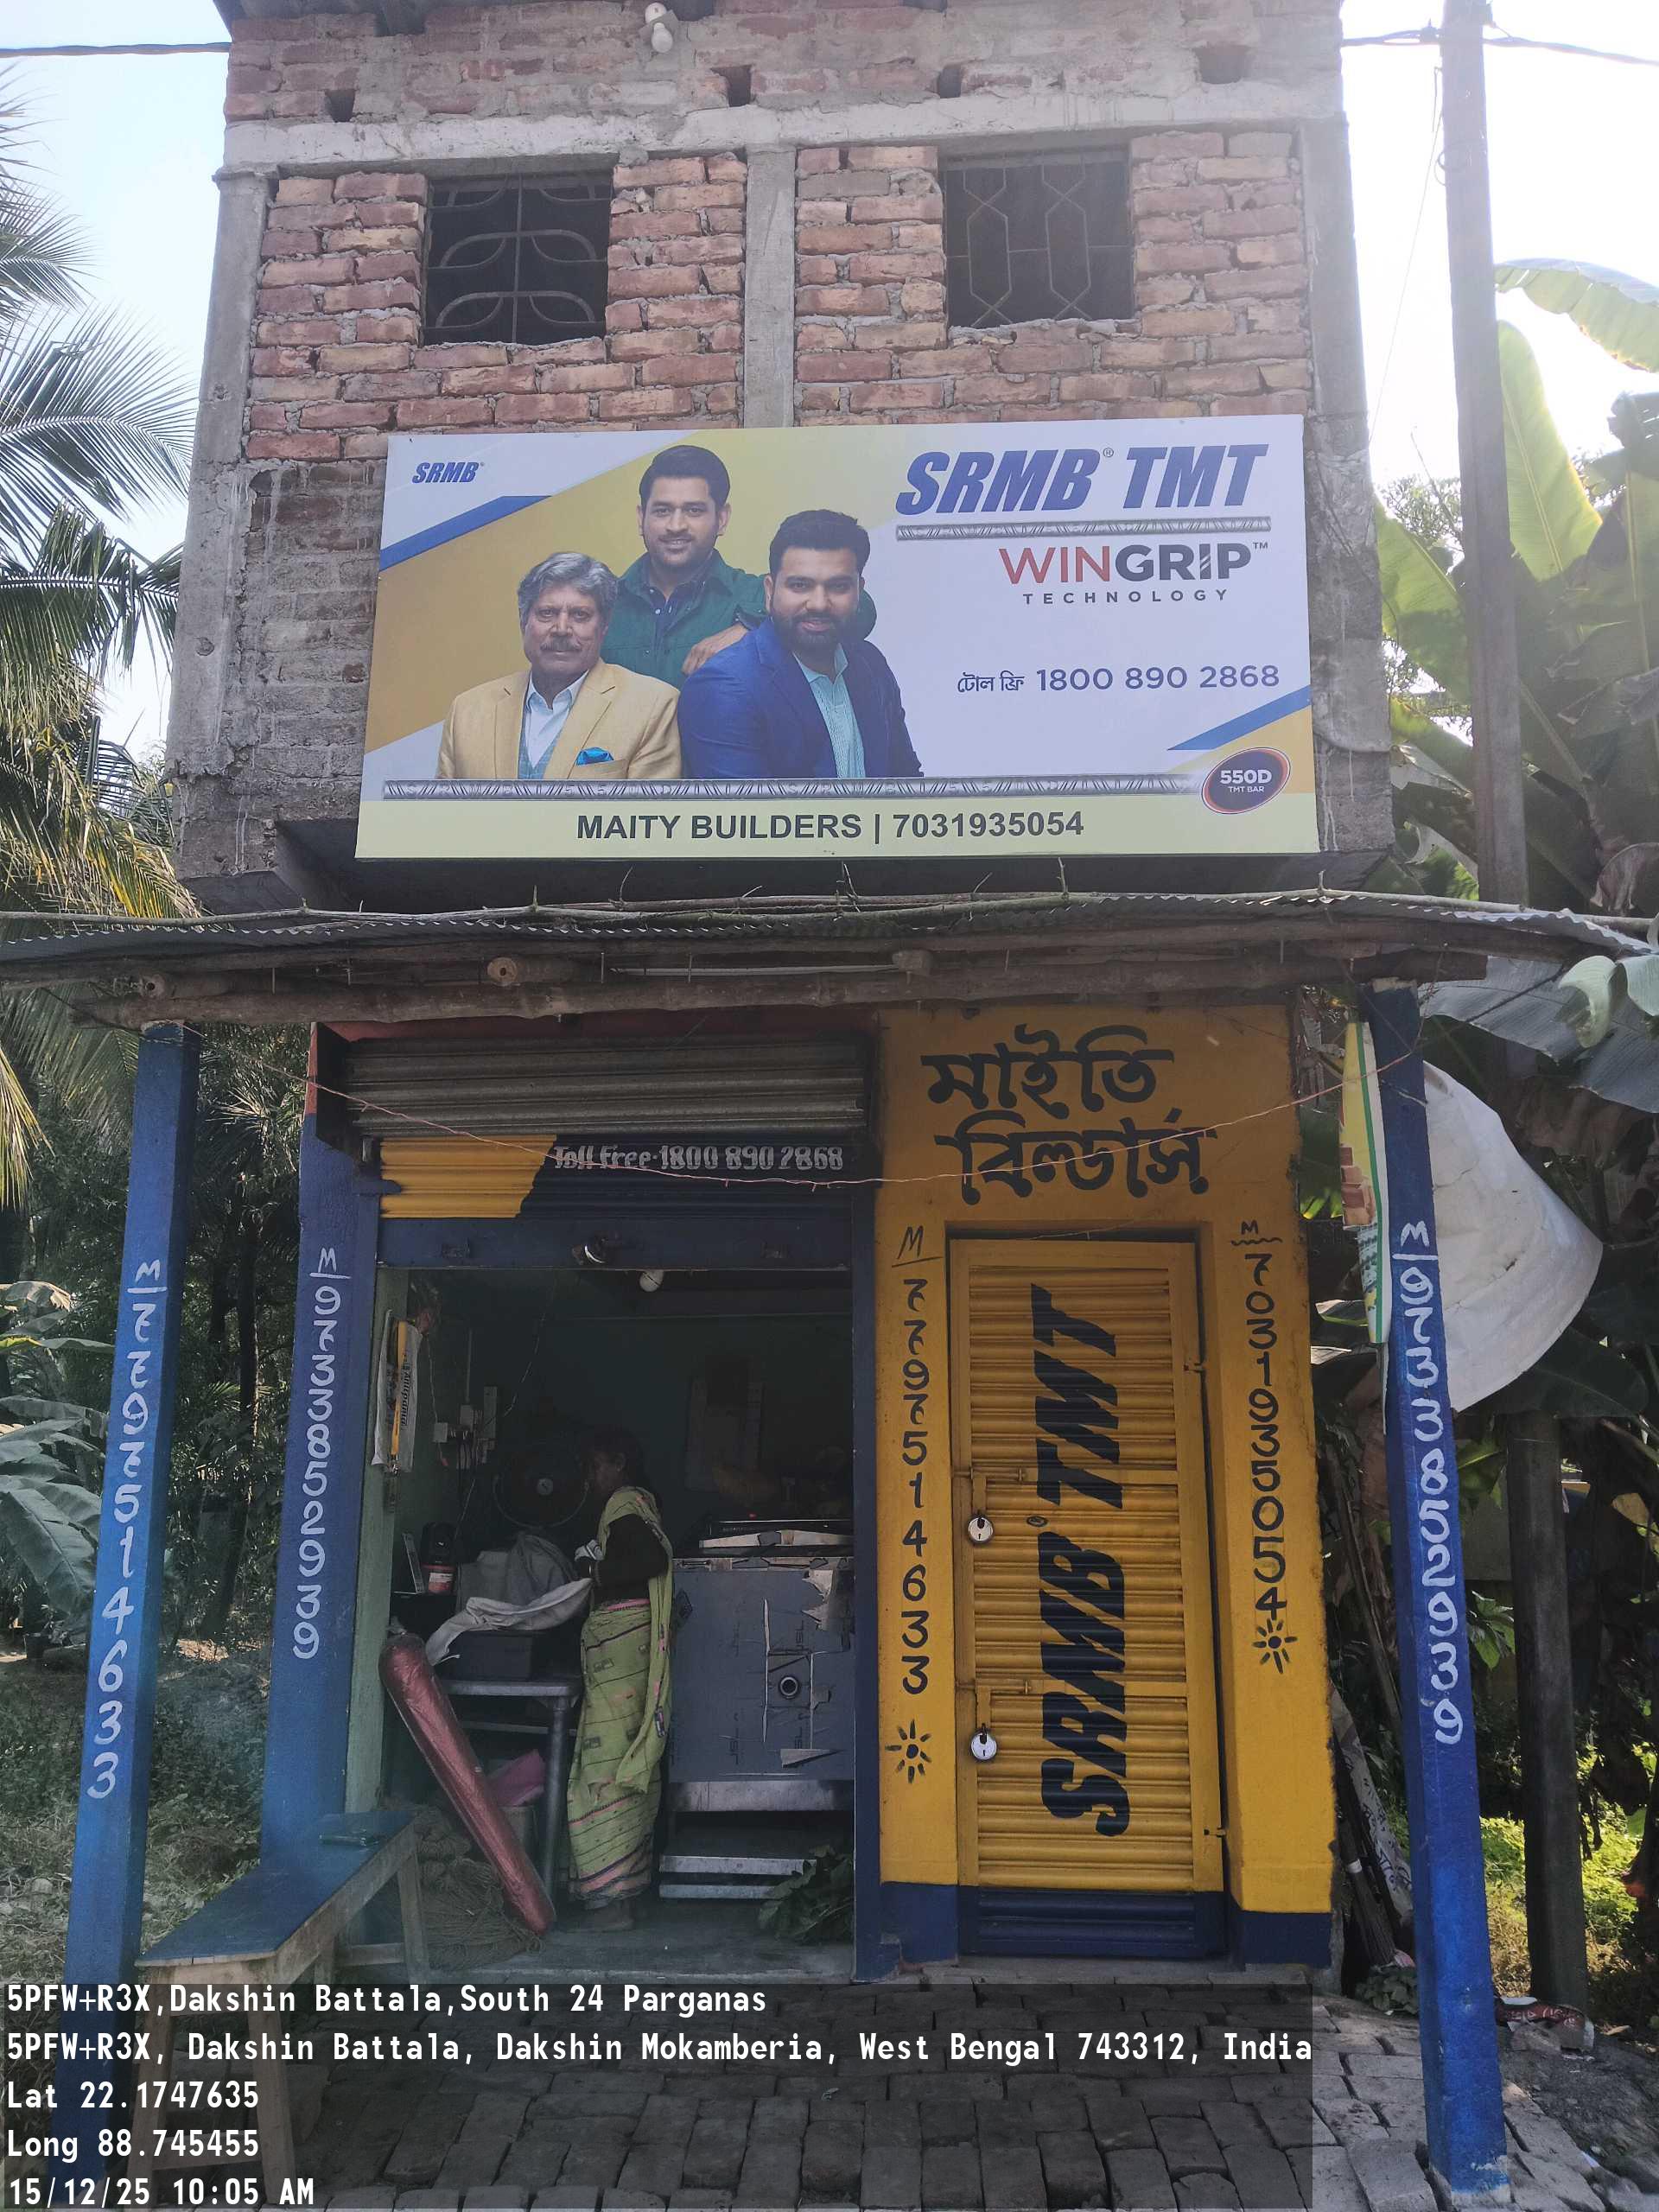 SRMB®
SRMB® TMT
WINGRIP™
TECHNOLOGY
টোল ফ্রি 1800 890 2868
550D
TMT BAR
MAITY BUILDERS | 7031935054
Toll Free-1800 890 2868
মাইতি
বিল্ডার্স
M
7797514633
M
7031935054
SRMB® TMT
M 9733852939
M 9733852939
5PFW+R3X,Dakshin Battala,South 24 Parganas
5PFW+R3X, Dakshin Battala, Dakshin Mokamberia, West Bengal 743312, India
Lat 22.1747635
Long 88.745455
15/12/25 10:05 AM